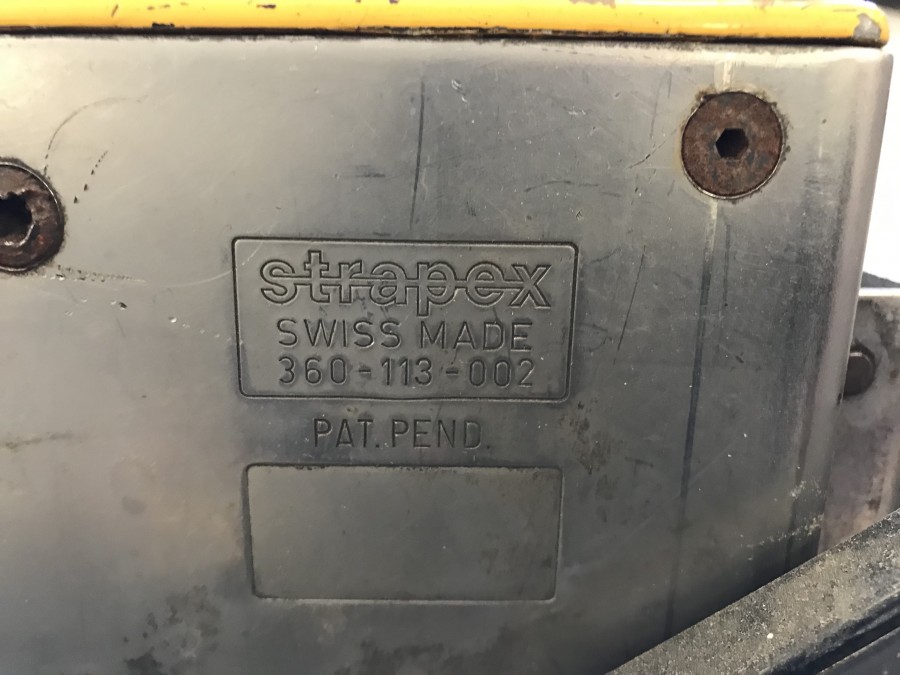 strapex
SWISS MADE
360-113-002
PAT. PEND.